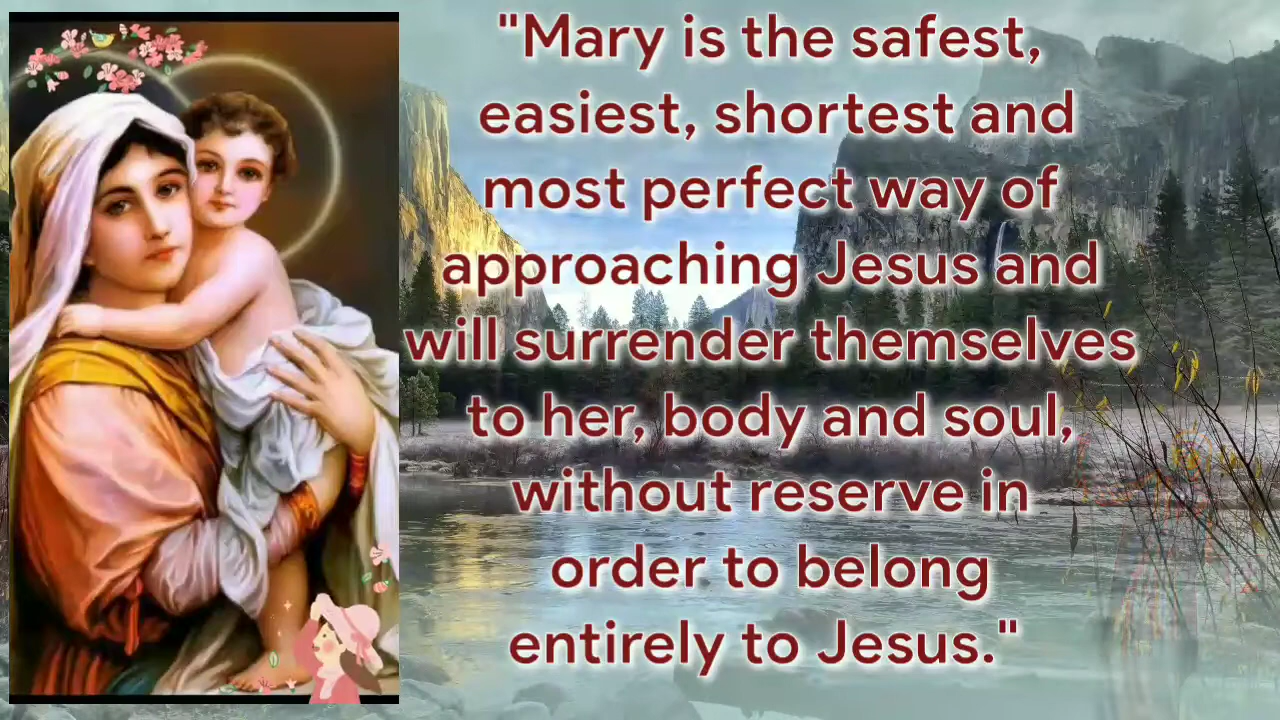 "Mary is the safest,
easiest, shortest and
most perfect way of
approaching Jesus and
will surrender themselves
to her, body and soul,
without reserve in
order to belong
entirely to Jesus."